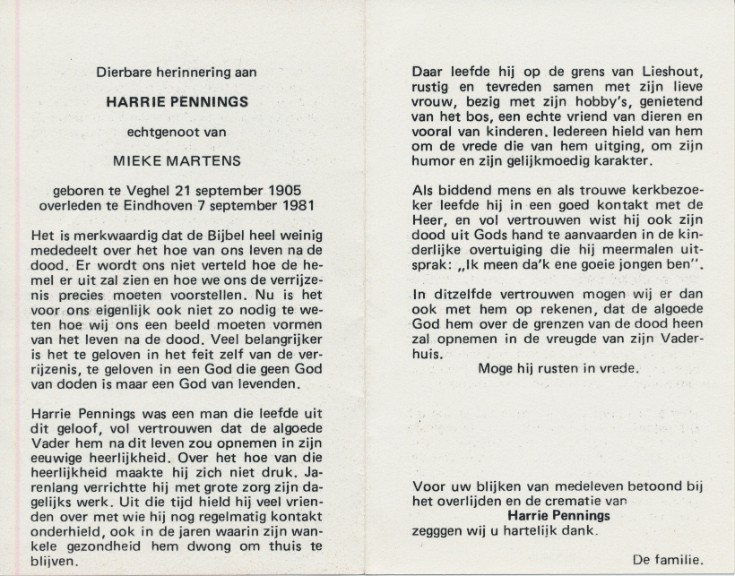 Dierbare herinnering aan
HARRIE PENNINGS
echtgenoot van
MIEKE MARTENS
geboren te Veghel 21 september 1905
overleden te Eindhoven 7 september 1981
Het is merkwaardig dat de Bijbel heel weinig
mededeelt over het hoe van ons leven na de
dood. Er wordt ons niet verteld hoe de he-
mel er uit zal zien en hoe we ons de verrijze-
nis precies moeten voorstellen. Nu is het
voor ons eigenlijk ook niet zo nodig te we-
ten hoe wij ons een beeld moeten vormen
van het leven na de dood. Veel belangrijker
is het te geloven in het feit zelf van de ver-
rijzenis, te geloven in een God die geen God
van doden is maar een God van levenden.
Harrie Pennings was een man die leefde uit
dit geloof, vol vertrouwen dat de algoede
Vader hem na dit leven zou opnemen in zijn
eeuwige heerlijkheid. Over het hoe van die
heerlijkheid maakte hij zich niet druk. Ja-
renlang verrichtte hij met grote zorg zijn da-
gelijks werk. Uit die tijd hield hij veel vrien-
den over met wie hij nog regelmatig kontakt
onderhield, ook in de jaren waarin zijn wan-
kele gezondheid hem dwong om thuis te
blijven.
Daar leefde hij op de grens van Lieshout,
rustig en tevreden samen met zijn lieve
vrouw, bezig met zijn hobby's, genietend
van het bos, een echte vriend van dieren en
vooral van kinderen. Iedereen hield van hem
om de vrede die van hem uitging, om zijn
humor en zijn gelijkmoedig karakter.
Als biddend mens en als trouwe kerkbezoe-
ker leefde hij in een goed kontakt met de
Heer, en vol vertrouwen wist hij ook zijn
dood uit Gods hand te aanvaarden in de kin-
derlijke overtuiging die hij meermalen uit-
sprak: „Ik meen da'k ene goeie jongen ben”.
In ditzelfde vertrouwen mogen wij er dan
ook met hem op rekenen, dat de algoede
God hem over de grenzen van de dood heen
zal opnemen in de vreugde van zijn Vader-
huis.
Moge hij rusten in vrede.
Voor uw blijken van medeleven betoond bij
het overlijden en de crematie van
Harrie Pennings
zegggen wij u hartelijk dank.
De familie.